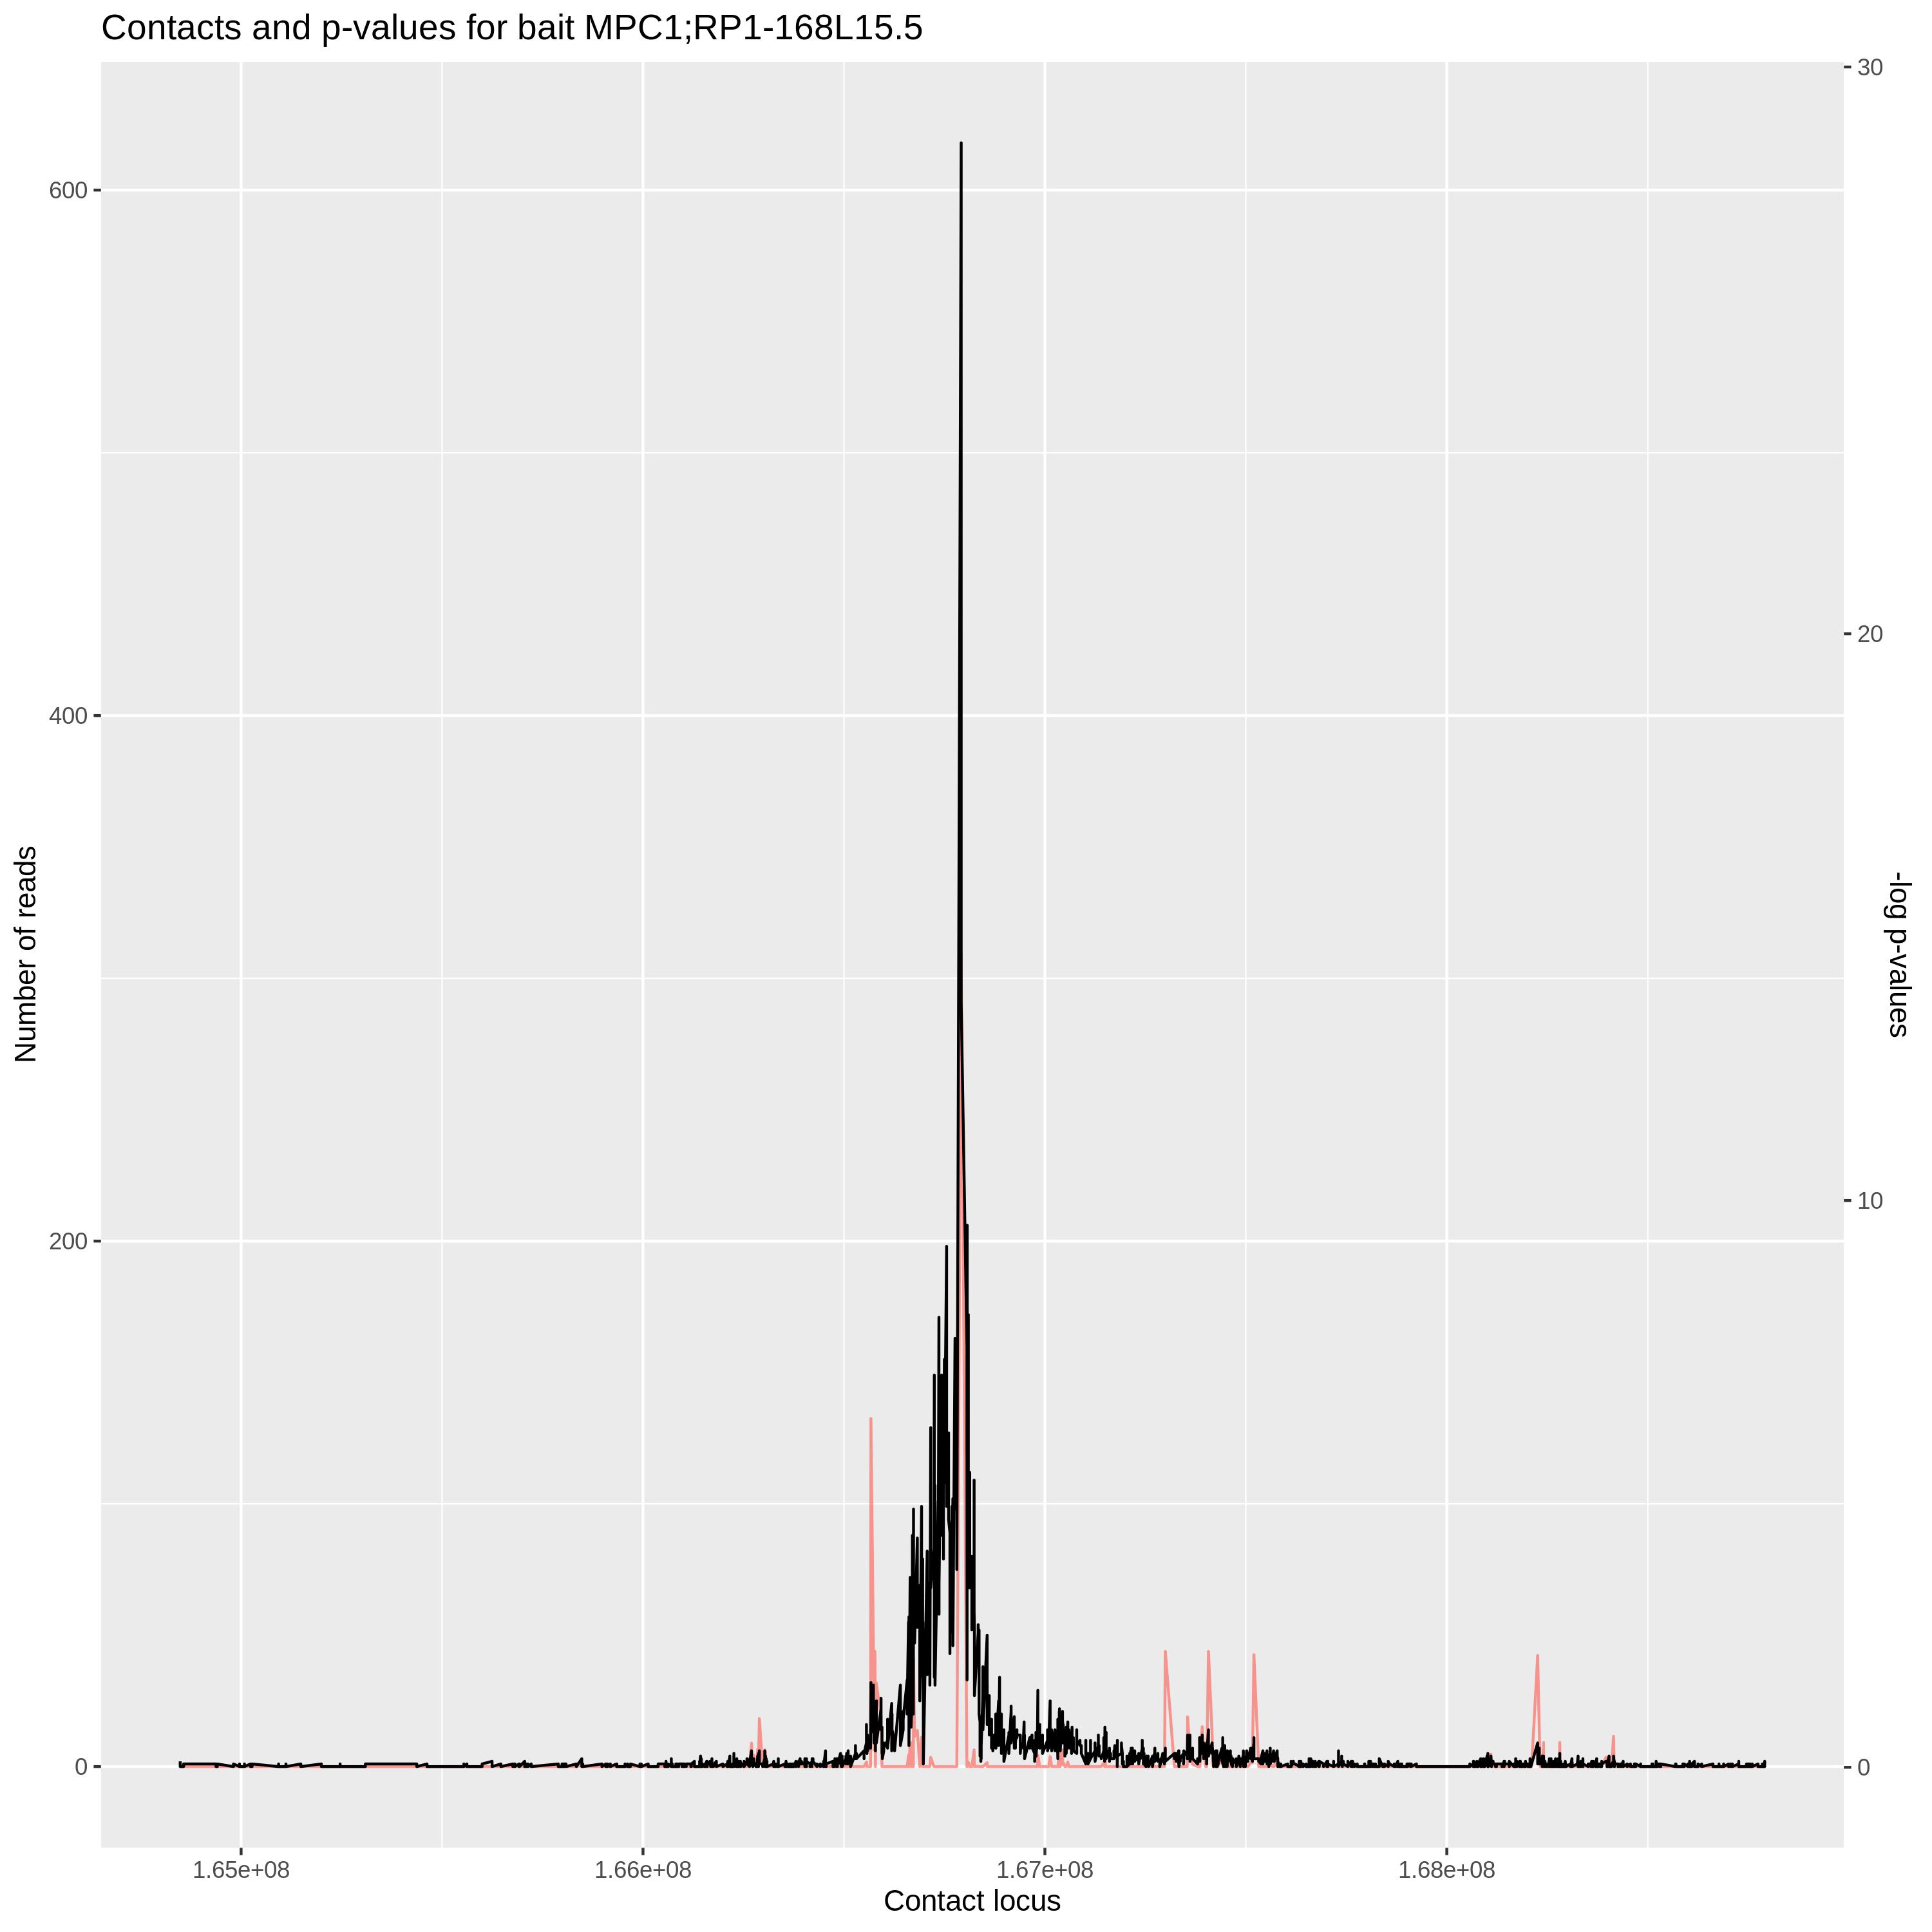 Contacts and p-values for bait MPC1;RP1-168L15.5
30
600
20
400
Number of reads
-log p-values
10
200
0
0
1.65e+08
1.66e+08
1.67e+08
1.68e+08
Contact locus